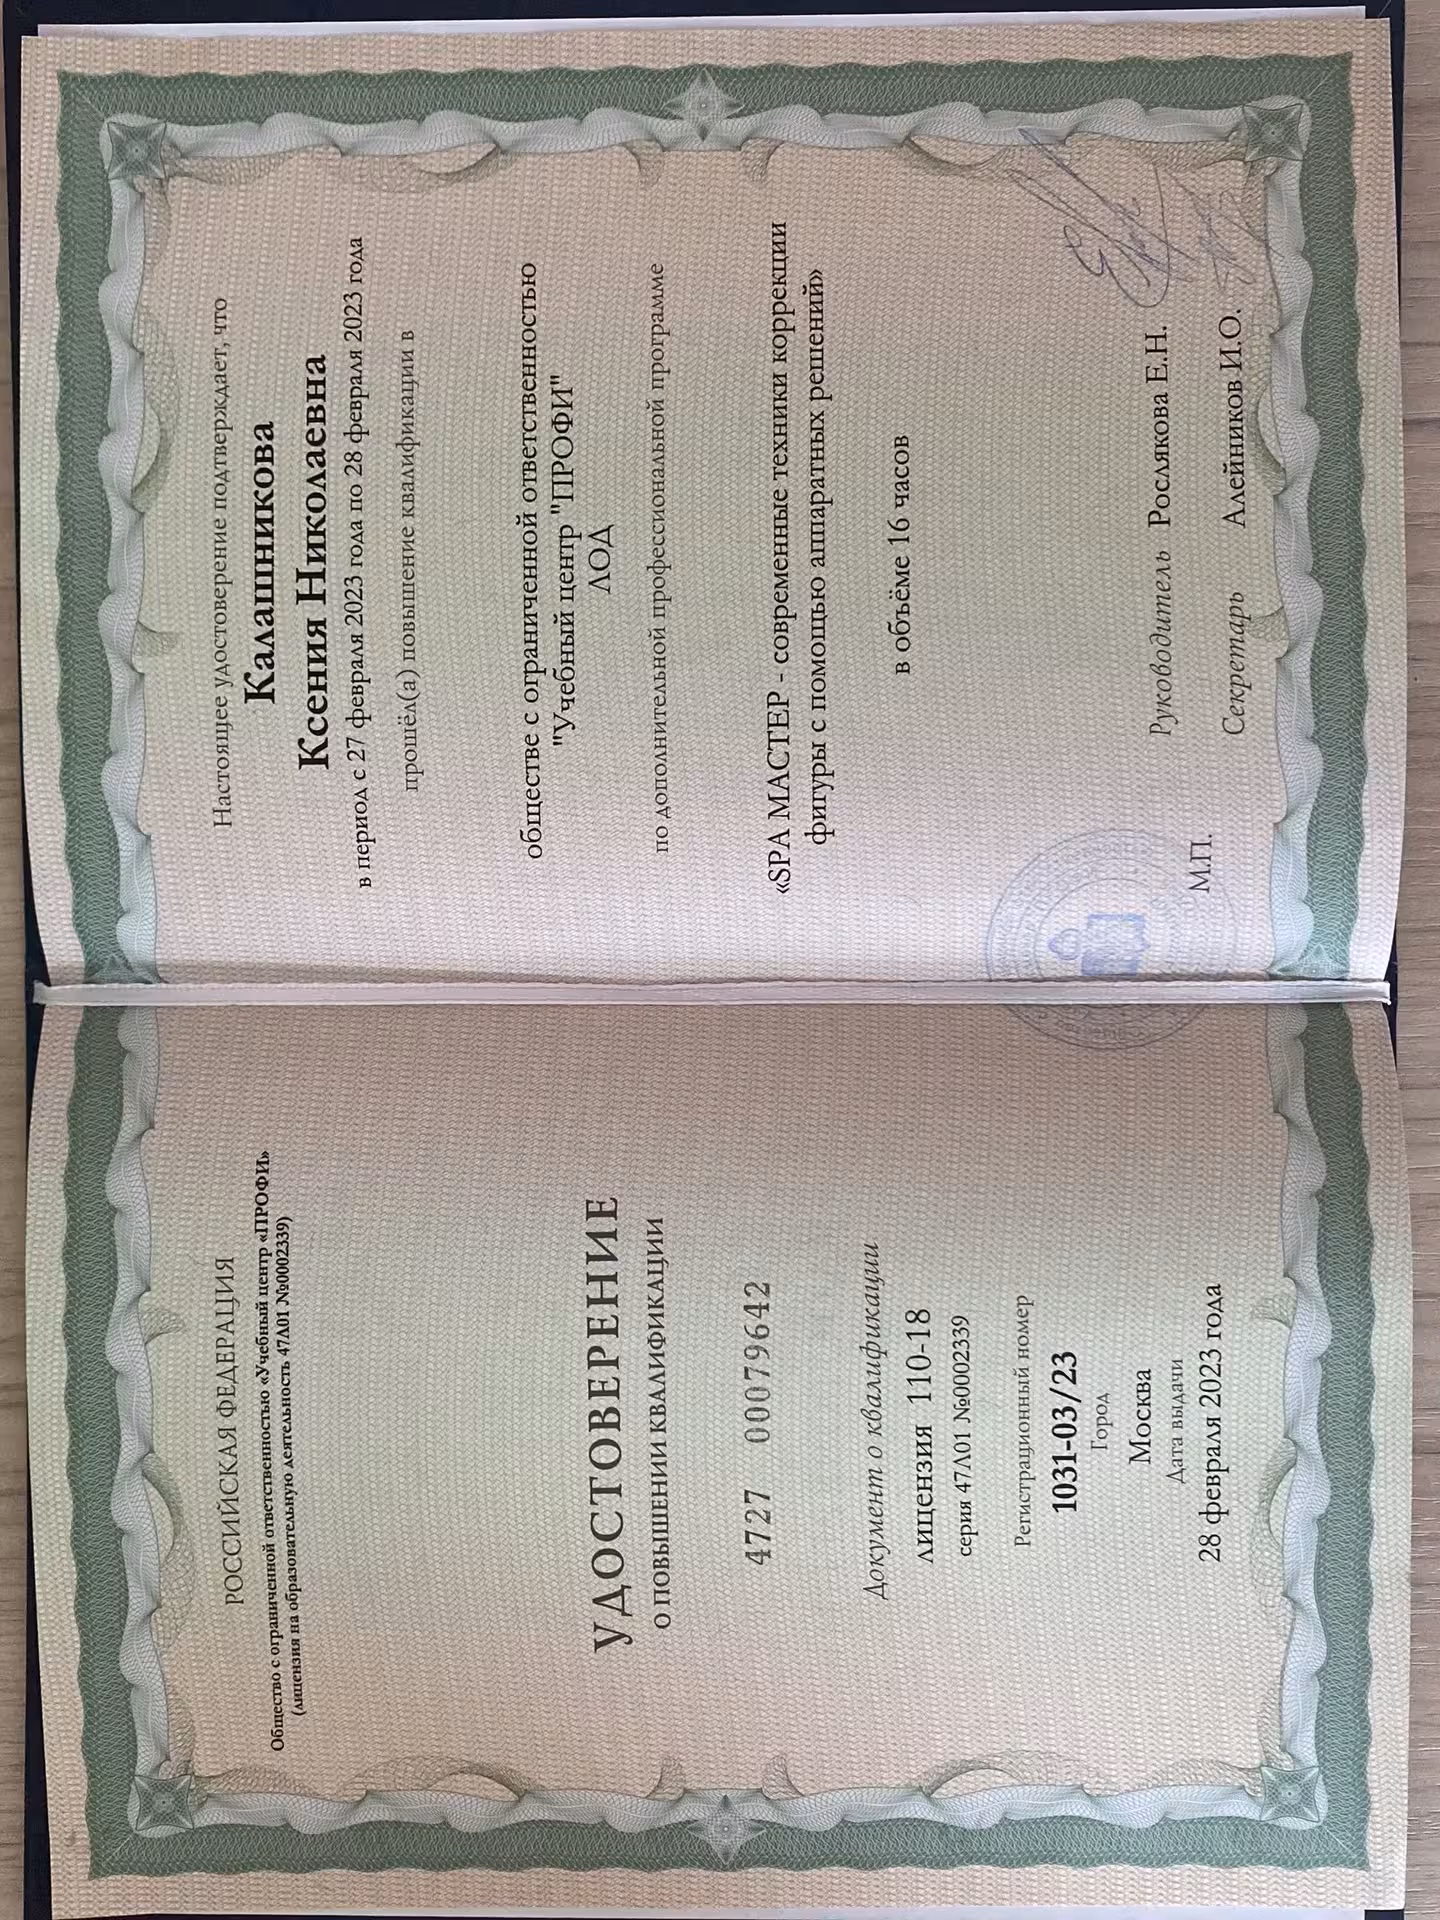 РОССИЙСКАЯ ФЕДЕРАЦИЯ
Общество с ограниченной ответственностью «Учебный центр «ПРОФИ»
(лицензия на образовательную деятельность 47Л01 №0002339)
УДОСТОВЕРЕНИЕ
О ПОВЫШЕНИИ КВАЛИФИКАЦИИ
4727 00079642
Документ о квалификации
лицензия 110-18
серия 47Л01 №0002339
Регистрационный номер
1031-03/23
Город
Москва
Дата выдачи
28 февраля 2023 года
Настоящее удостоверение подтверждает, что
Калашникова
Ксения Николаевна
в период с 27 февраля 2023 года по 28 февраля 2023 года
прошёл(а) повышение квалификации в
обществе с ограниченной ответственностью
"Учебный центр "ПРОФИ"
ЛОД
по дополнительной профессиональной программе
«SPA МАСТЕР - современные техники коррекции
фигуры с помощью аппаратных решений»
в объёме 16 часов
Руководитель Рослякова Е.Н.
М.П.
Секретарь Алейников И.О.